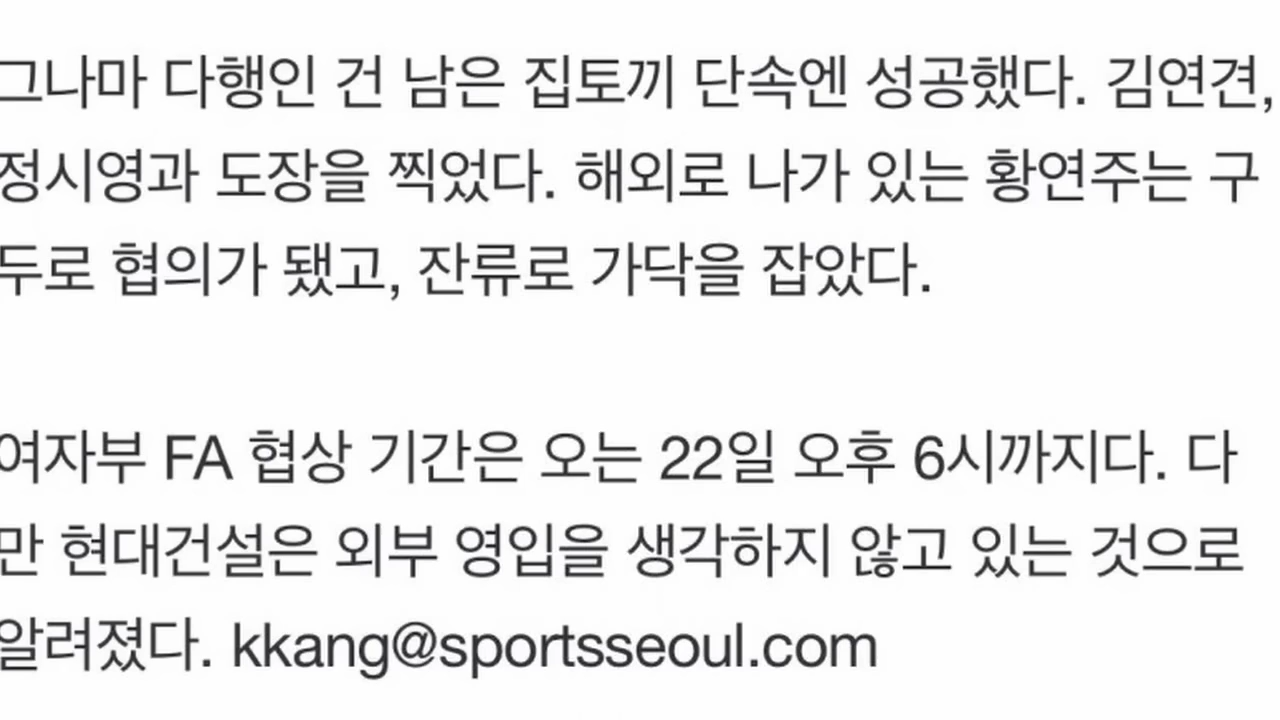 그나마 다행인 건 남은 집토끼 단속엔 성공했다. 김연견,
정시영과 도장을 찍었다. 해외로 나가 있는 황연주는 구
두로 협의가 됐고, 잔류로 가닥을 잡았다.
여자부 FA 협상 기간은 오는 22일 오후 6시까지다. 다
만 현대건설은 외부 영입을 생각하지 않고 있는 것으로
알려졌다. kkang@sportsseoul.com